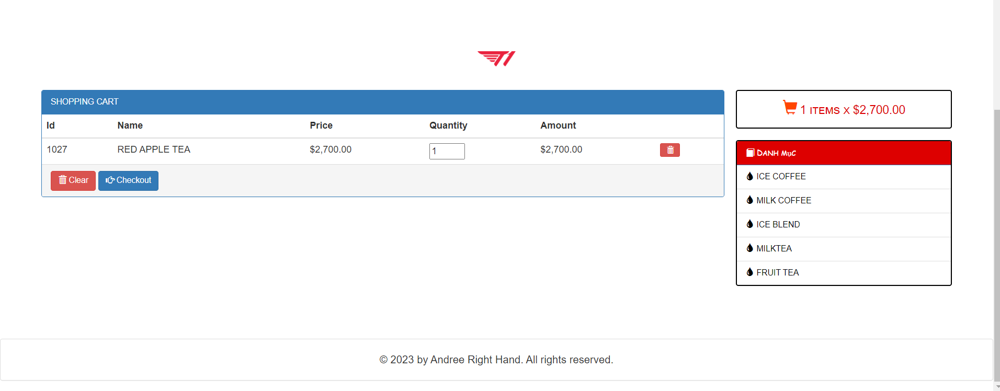 T1
SHOPPING CART
Id Name Price Quantity Amount
1027 RED APPLE TEA $2,700.00 1 $2,700.00
Clear Checkout
1 ITEMS X $2,700.00
DANH MụC
ICE COFFEE
MILK COFFEE
ICE BLEND
MILKTEA
FRUIT TEA
© 2023 by Andree Right Hand. All rights reserved.